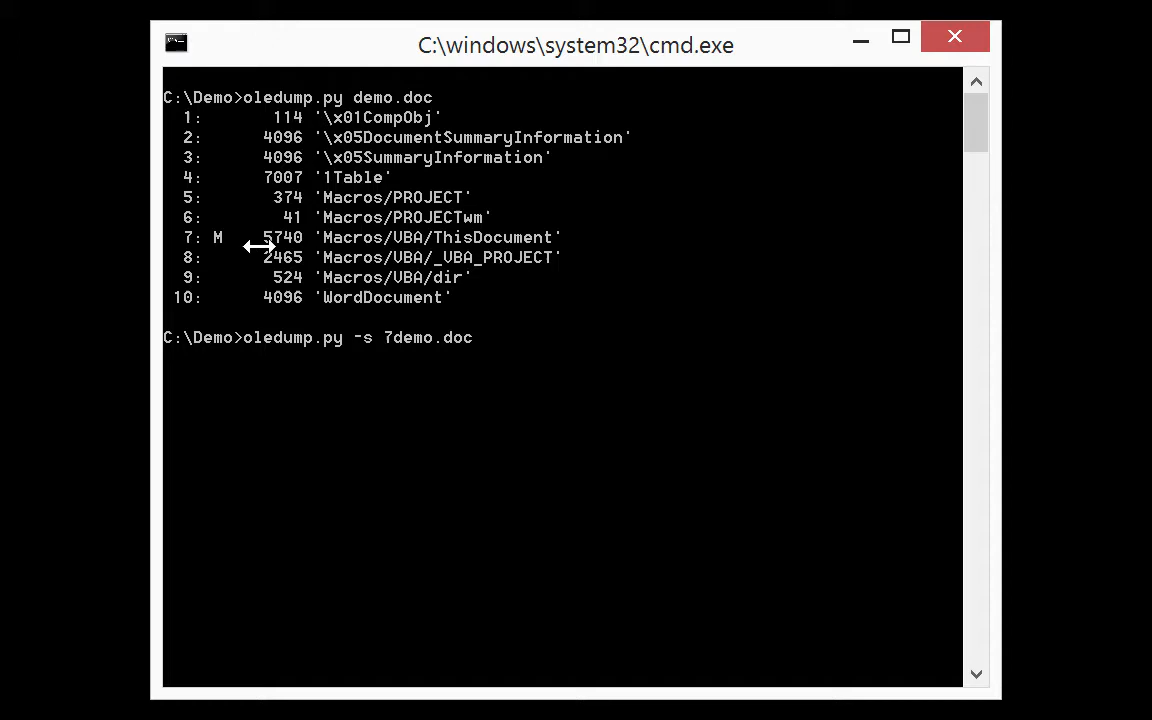 C:\windows\system32\cmd.exe
C:\Demo>oledump.py demo.doc
1: 114 '\x01CompObj'
2: 4096 '\x05DocumentSummaryInformation'
3: 4096 '\x05SummaryInformation'
4: 7007 '1Table'
5: 374 'Macros/PROJECT'
6: 41 'Macros/PROJECTwm'
7: M 5740 'Macros/VBA/ThisDocument'
8: 2465 'Macros/VBA/_VBA_PROJECT'
9: 524 'Macros/VBA/dir'
10: 4096 'WordDocument'
C:\Demo>oledump.py -s 7demo.doc